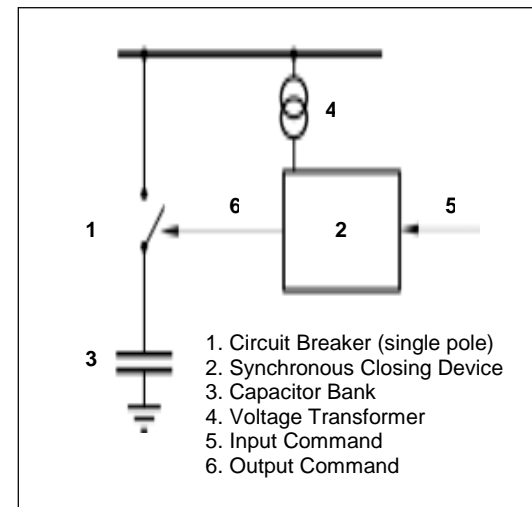 4
6
5
1
2
3
1. Circuit Breaker (single pole)
2. Synchronous Closing Device
3. Capacitor Bank
4. Voltage Transformer
5. Input Command
6. Output Command